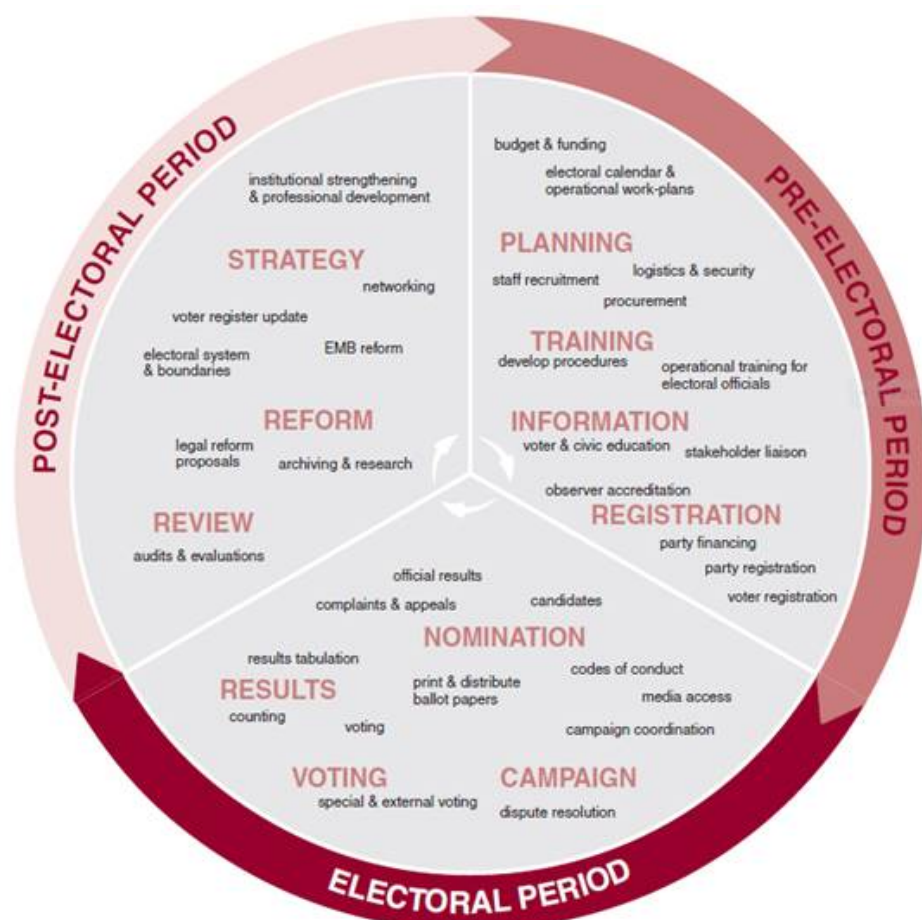 POST-ELECTORAL PERIOD
institutional strengthening
& professional development
STRATEGY
networking
voter register update
EMB reform
electoral system
& boundaries
REFORM
legal reform
proposals
archiving & research
REVIEW
audits & evaluations
PRE-ELECTORAL PERIOD
budget & funding
electoral calendar &
operational work-plans
PLANNING
logistics & security
staff recruitment
procurement
TRAINING
develop procedures
operational training for
electoral officials
INFORMATION
voter & civic education
stakeholder liaison
observer accreditation
REGISTRATION
party financing
party registration
voter registration
official results
complaints & appeals
candidates
NOMINATION
results tabulation
codes of conduct
RESULTS
print & distribute
ballot papers
media access
counting
voting
campaign coordination
VOTING
CAMPAIGN
special & external voting
dispute resolution
ELECTORAL PERIOD